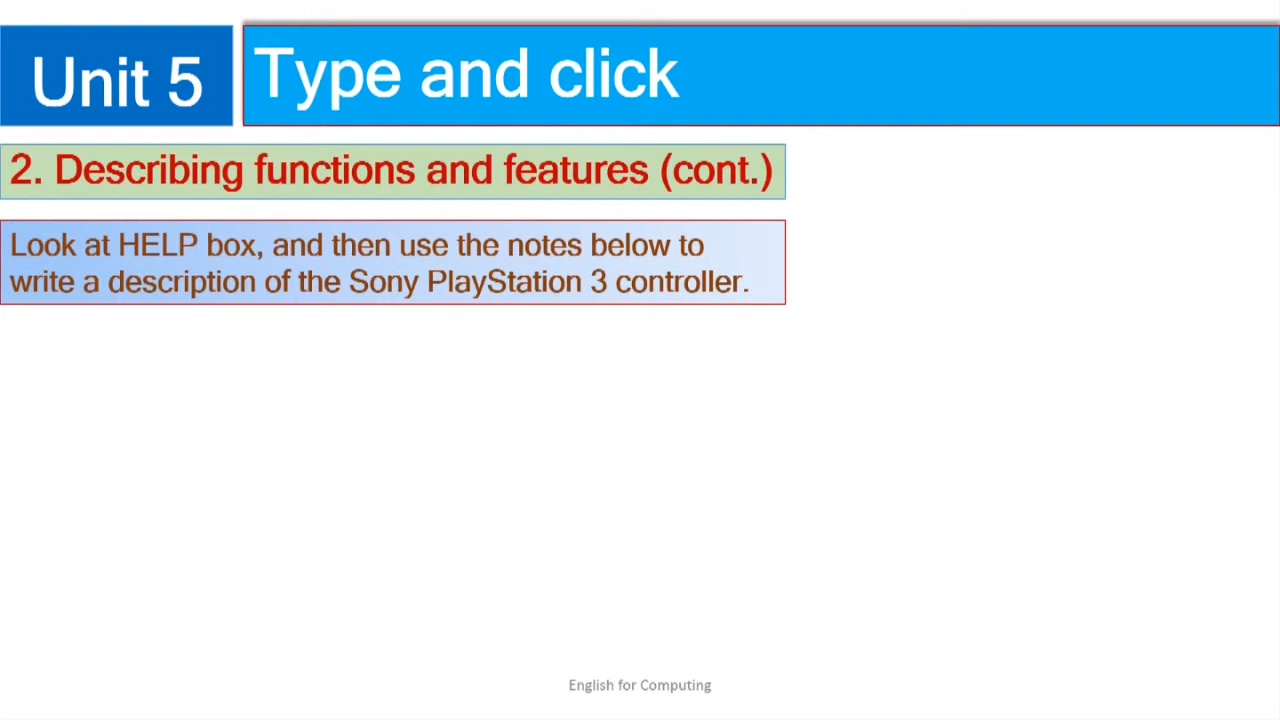 Unit 5
Type and click
2. Describing functions and features (cont.)
Look at HELP box, and then use the notes below to
write a description of the Sony PlayStation 3 controller.
English for Computing